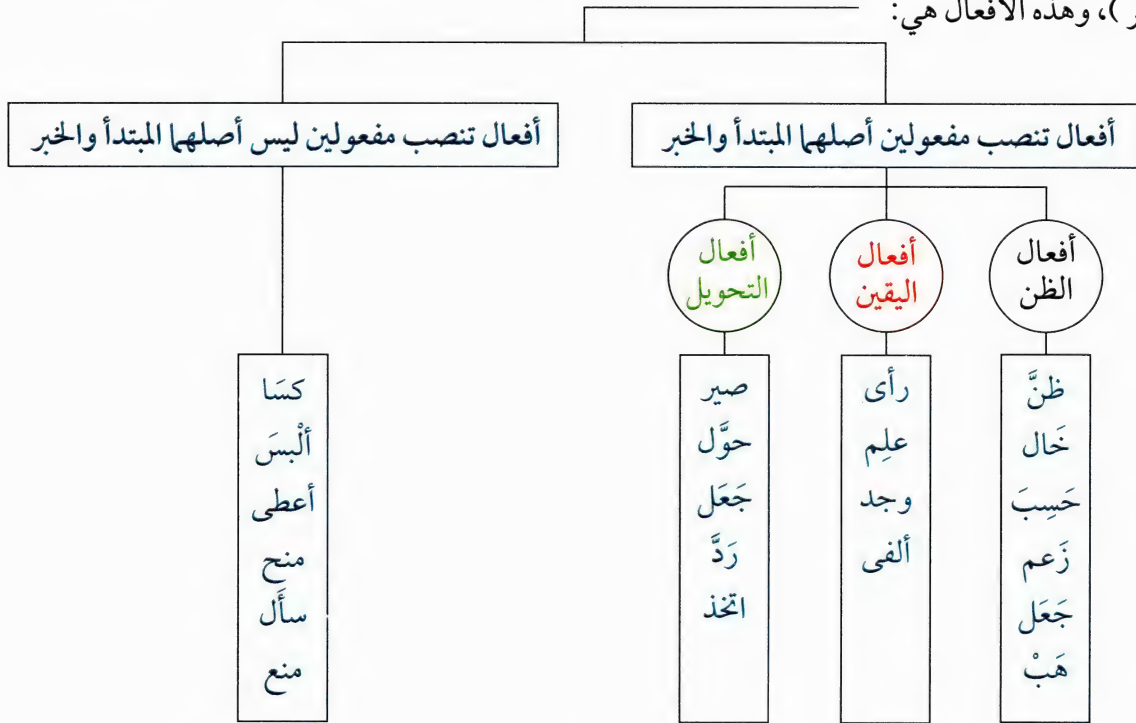 ر )، وهذه الأفعال هي:
أفعال تنصب مفعولين أصلهما المبتدأ والخبر
أفعال
الظن
ظنَّ
خَال
حَسِبَ
زَعم
جَعَل
هَبْ
أفعال
اليقين
رأى
علِم
وجد
ألفى
أفعال
التحويل
صير
حوَّل
جَعَل
رَدَّ
اتخذ
أفعال تنصب مفعولين ليس أصلهما المبتدأ والخبر
كسَا
ألْبسَ
أعطى
منح
سأَل
منع